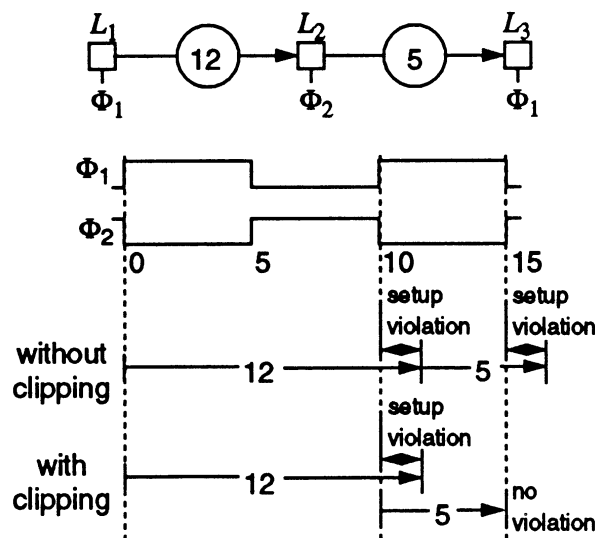 L1 L2 L3
12 5
Φ1 Φ2 Φ1
Φ1
Φ2
0 5 10 15
setup violation setup violation
without clipping 12 5
setup violation
with clipping 12
5 no violation